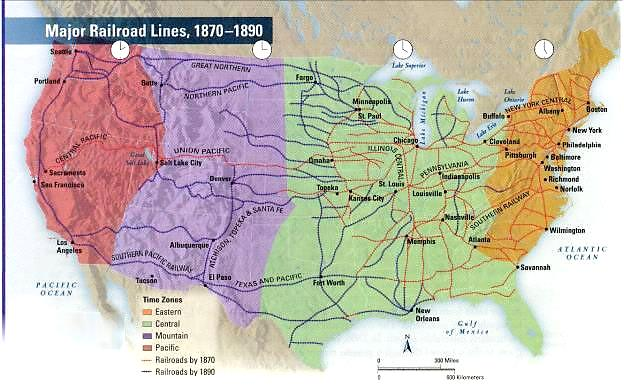 Major Railroad Lines, 1870–1890
Seattle
Portland
Butte
GREAT NORTHERN
NORTHERN PACIFIC
Fargo
Minneapolis
St. Paul
Lake Superior
Lake Michigan
Lake Huron
Lake Ontario
Lake Erie
Buffalo
NEW YORK CENTRAL
Albany
Boston
New York
Philadelphia
Baltimore
Washington
Richmond
Norfolk
Cleveland
Pittsburgh
Chicago
ILLINOIS CENTRAL
PENNSYLVANIA
Indianapolis
CENTRAL PACIFIC
Great Salt Lake
Salt Lake City
UNION PACIFIC
Omaha
Sacramento
San Francisco
Denver
Topeka
Kansas City
St. Louis
Louisville
SOUTHERN RAILWAY
ATCHISON, TOPEKA & SANTA FE
Nashville
Wilmington
Los Angeles
Albuquerque
Memphis
Atlanta
ATLANTIC OCEAN
SOUTHERN PACIFIC RAILWAY
Tucson
El Paso
TEXAS AND PACIFIC
Fort Worth
Savannah
PACIFIC OCEAN
New Orleans
Gulf of Mexico
Time Zones
Eastern
Central
Mountain
Pacific
Railroads by 1870
Railroads by 1890
N
0 300 Miles
0 600 Kilometers